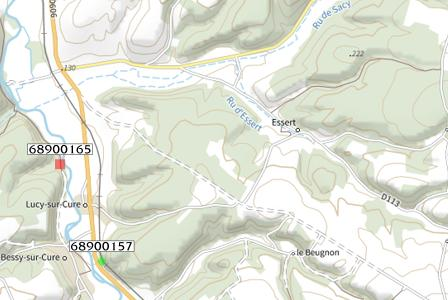 606
Ru de Sacy
130
222
Ru d'Essert
Essert
68900165
D113
Lucy-sur-Cure
68900157
Bessy-sur-Cure
le Beugnon